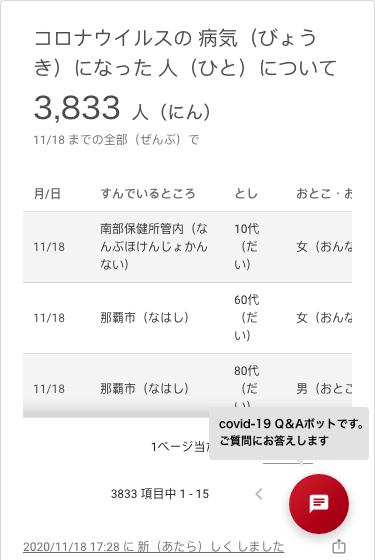 コロナウイルスの 病気（びょう
き）になった 人（ひと）について
3,833 人（にん）
11/18 までの全部（ぜんぶ）で
月/日 すんでいるところ とし おとこ・お
11/18 南部保健所管内（な
んぶほけんじょかん
ない） 10代
（だ
い） 女（おんな
11/18 那覇市（なはし） 60代
（だ
い） 女（おんな
11/18 那覇市（なはし） 80代
（だ
い） 男（おとこ
covid-19 Q&Aボットです。
ご質問にお答えします
1ページ当た
3833 項目中 1 - 15
2020/11/18 17:28 に 新（あたら）しく しました